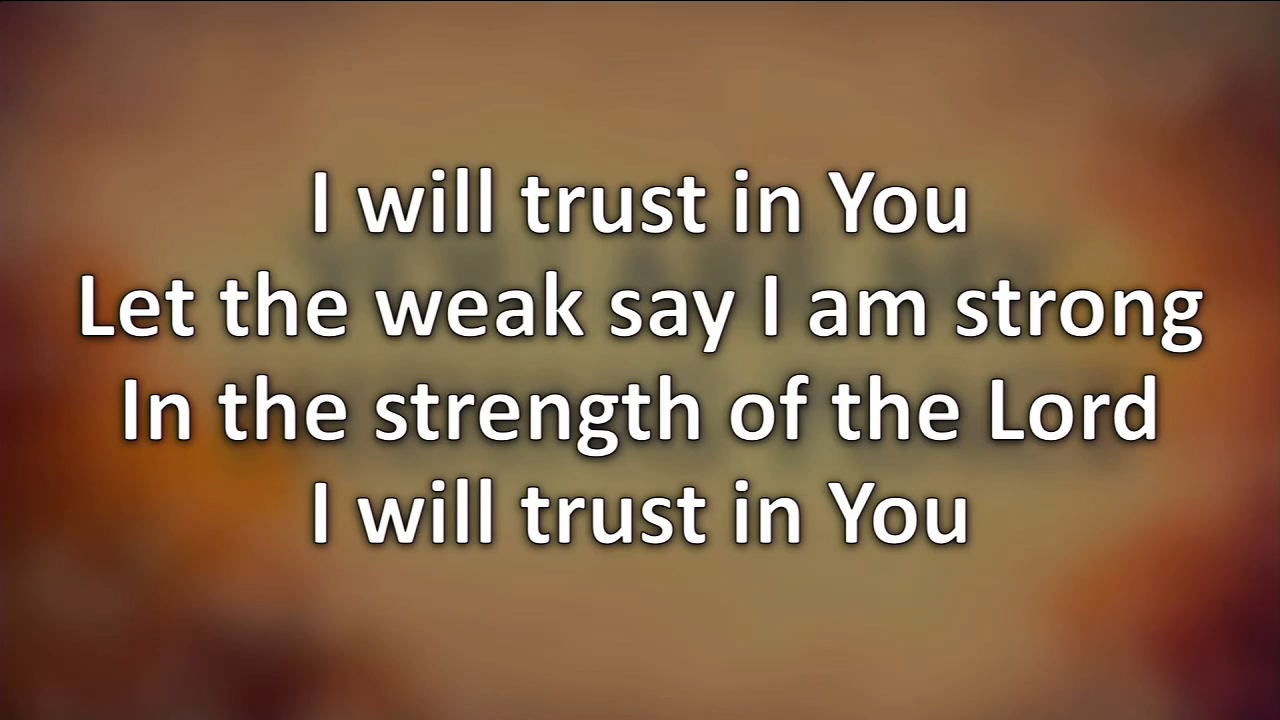 I will trust in You
Let the weak say I am strong
In the strength of the Lord
I will trust in You